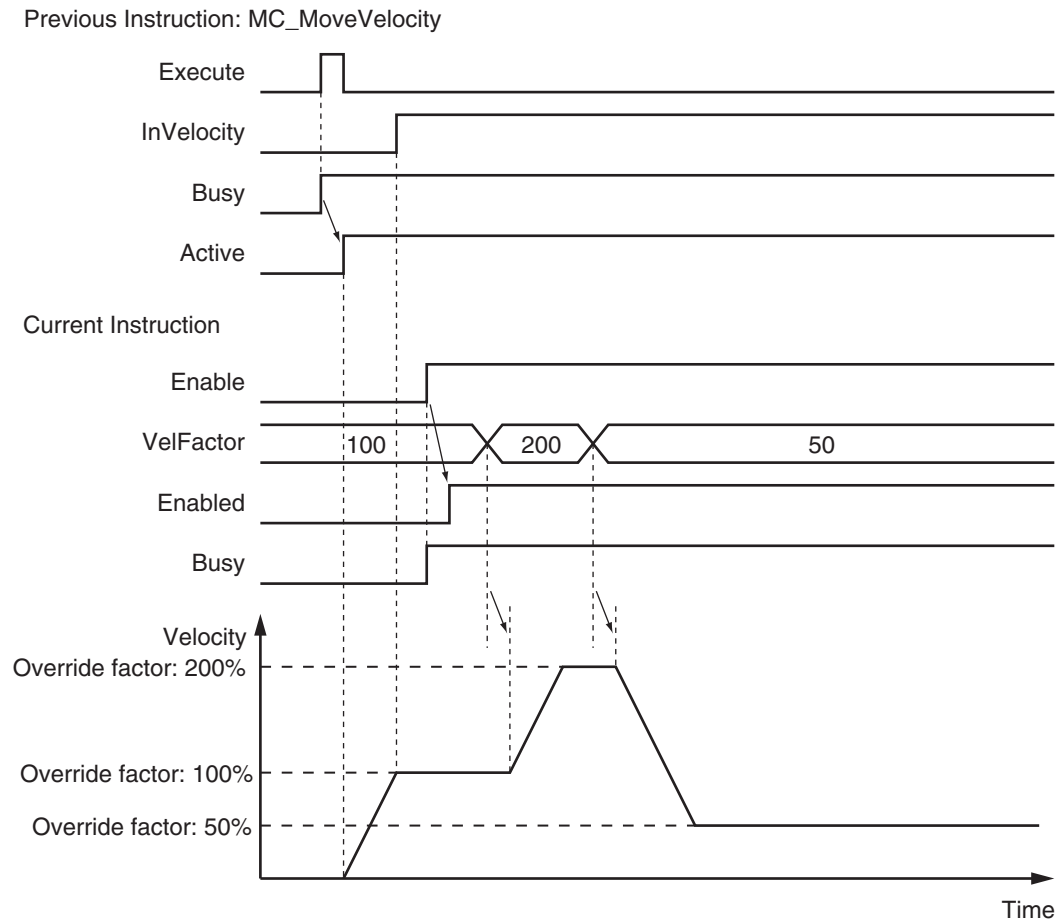 Previous Instruction: MC_MoveVelocity
Execute
InVelocity
Busy
Active
Current Instruction
Enable
VelFactor
100
200
50
Enabled
Busy
Velocity
Override factor: 200%
Override factor: 100%
Override factor: 50%
Time